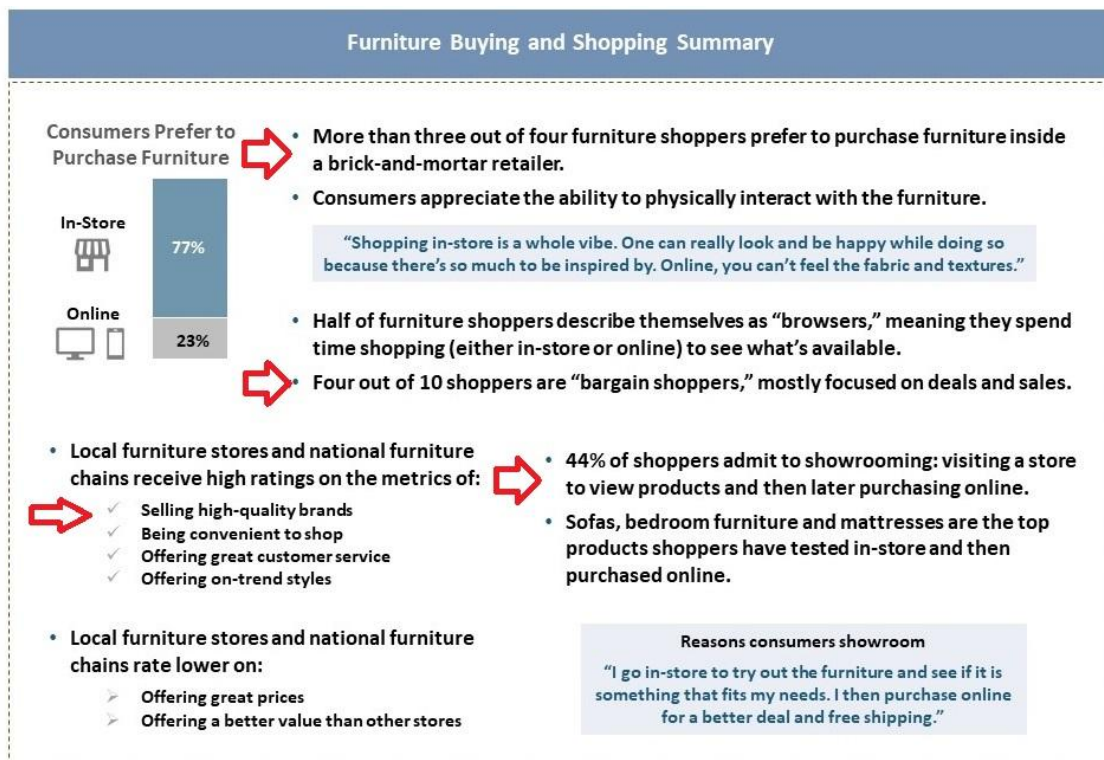 Furniture Buying and Shopping Summary
Consumers Prefer to
Purchase Furniture
In-Store
77%
Online
23%
• More than three out of four furniture shoppers prefer to purchase furniture inside
a brick-and-mortar retailer.
• Consumers appreciate the ability to physically interact with the furniture.
“Shopping in-store is a whole vibe. One can really look and be happy while doing so
because there’s so much to be inspired by. Online, you can’t feel the fabric and textures.”
• Half of furniture shoppers describe themselves as “browsers,” meaning they spend
time shopping (either in-store or online) to see what’s available.
• Four out of 10 shoppers are “bargain shoppers,” mostly focused on deals and sales.
• Local furniture stores and national furniture
chains receive high ratings on the metrics of:
✓ Selling high-quality brands
✓ Being convenient to shop
✓ Offering great customer service
✓ Offering on-trend styles
• Local furniture stores and national furniture
chains rate lower on:
➢ Offering great prices
➢ Offering a better value than other stores
• 44% of shoppers admit to showrooming: visiting a store
to view products and then later purchasing online.
• Sofas, bedroom furniture and mattresses are the top
products shoppers have tested in-store and then
purchased online.
Reasons consumers showroom
“I go in-store to try out the furniture and see if it is
something that fits my needs. I then purchase online
for a better deal and free shipping.”